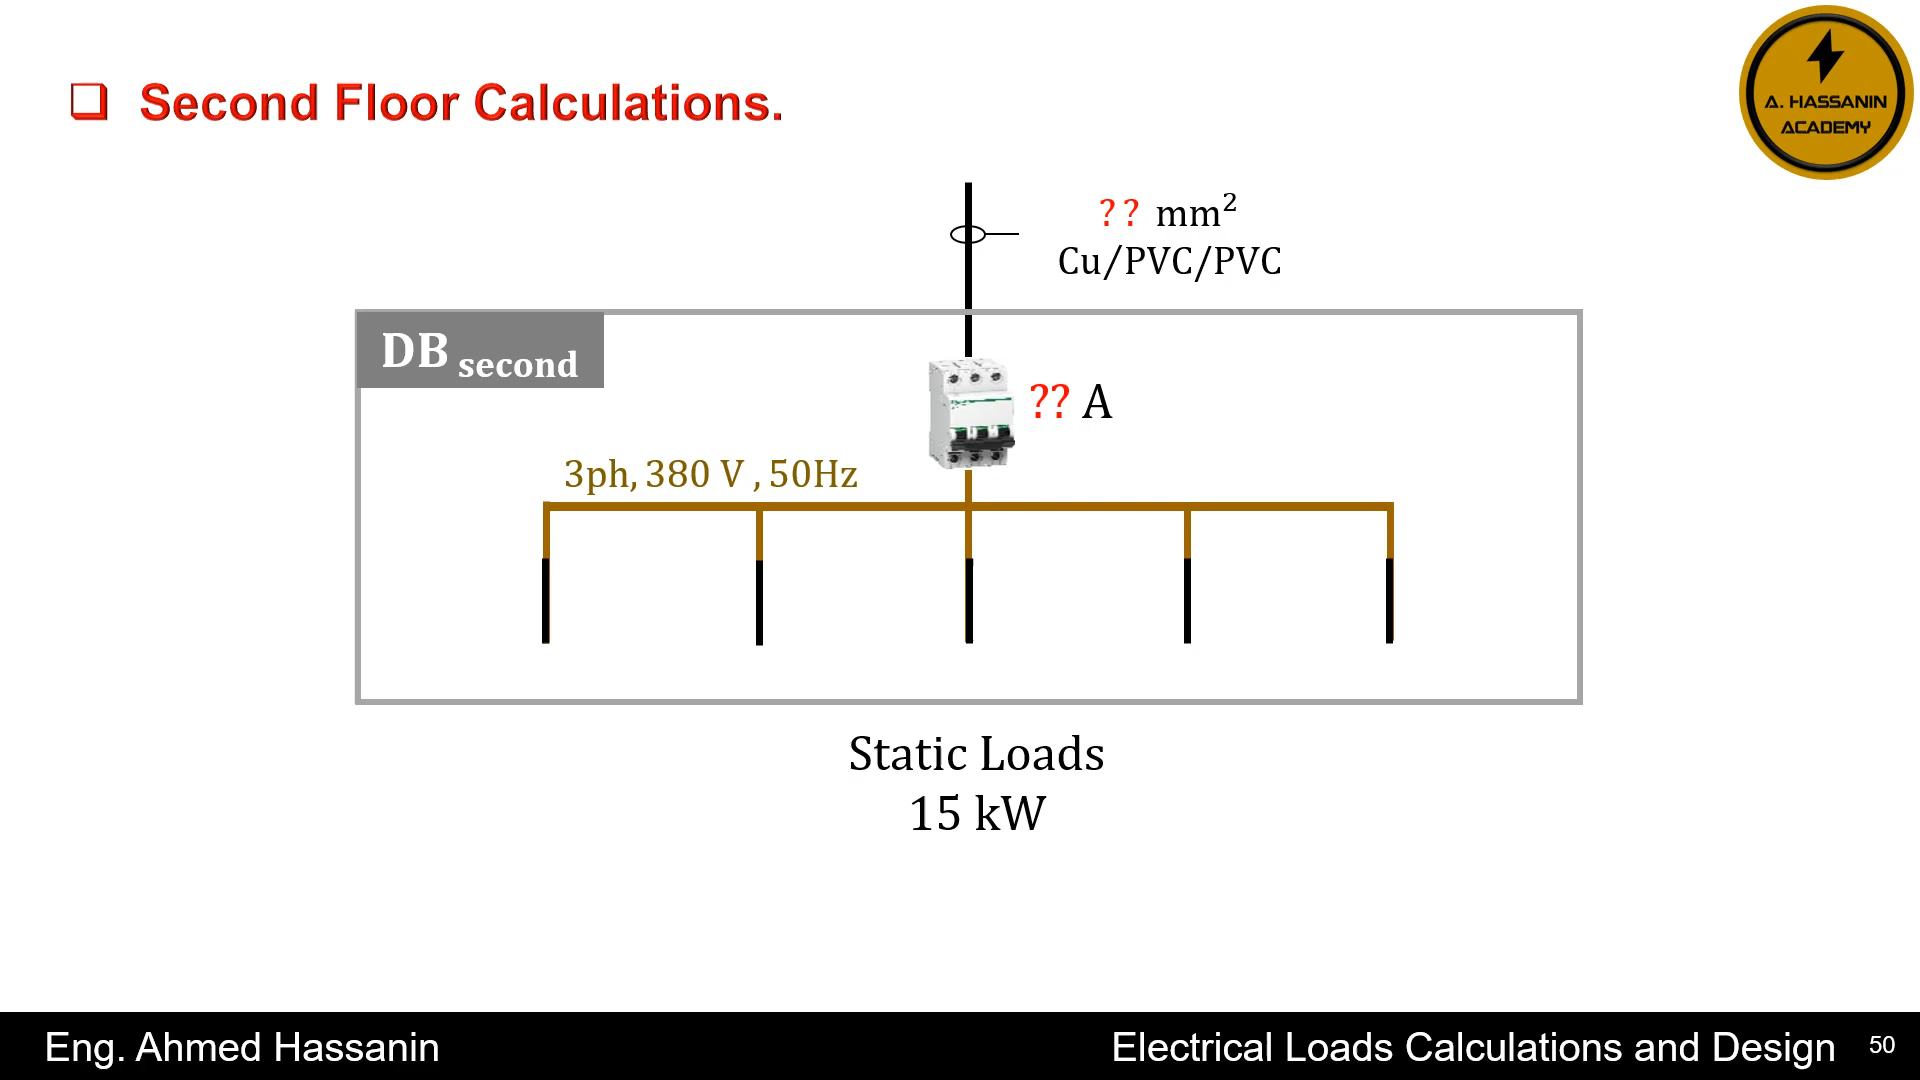 Second Floor Calculations.
A. HASSANIN
ACADEMY
?? mm²
Cu/PVC/PVC
DB second
?? A
3ph, 380 V , 50Hz
Static Loads
15 kW
Eng. Ahmed Hassanin
Electrical Loads Calculations and Design
50